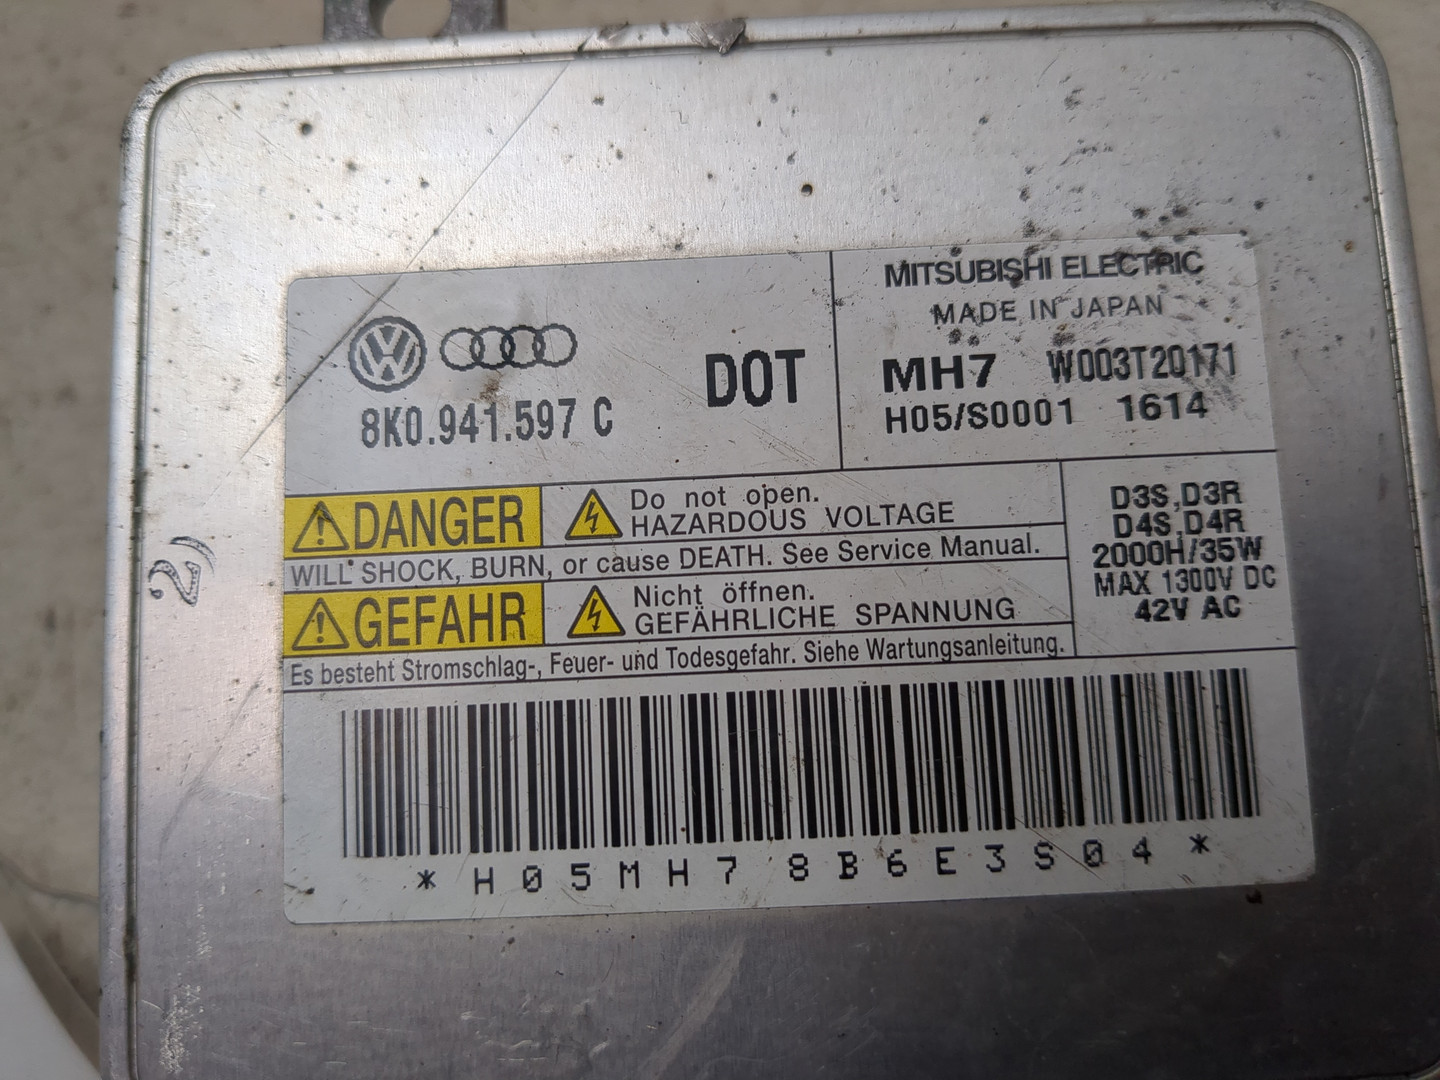 MITSUBISHI ELECTRIC
MADE IN JAPAN
8K0.941.597 C
DOT
MH7 W003T20171
H05/S0001 1614
DANGER
Do not open.
HAZARDOUS VOLTAGE
WILL SHOCK, BURN, or cause DEATH. See Service Manual.
GEFAHR
Nicht öffnen.
GEFÄHRLICHE SPANNUNG
Es besteht Stromschlag-, Feuer- und Todesgefahr. Siehe Wartungsanleitung.
D3S,D3R
D4S,D4R
2000H/35W
MAX 1300V DC
42V AC
*H05MH78B6E3S04*
2)